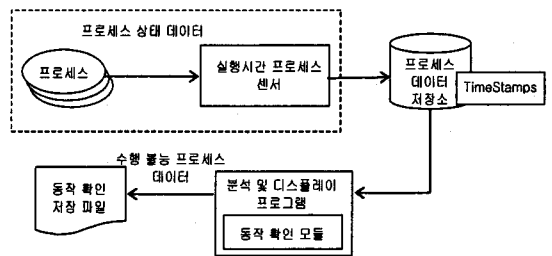 프로세스 상태 데이터
프로세스
실행시간 프로세스
센서
프로세스
데이터
저장소
TimeStamps
수행 불능 프로세스
데이터
동작 확인
저장 파일
분석 및 디스플레이
프로그램
동작 확인 모듈